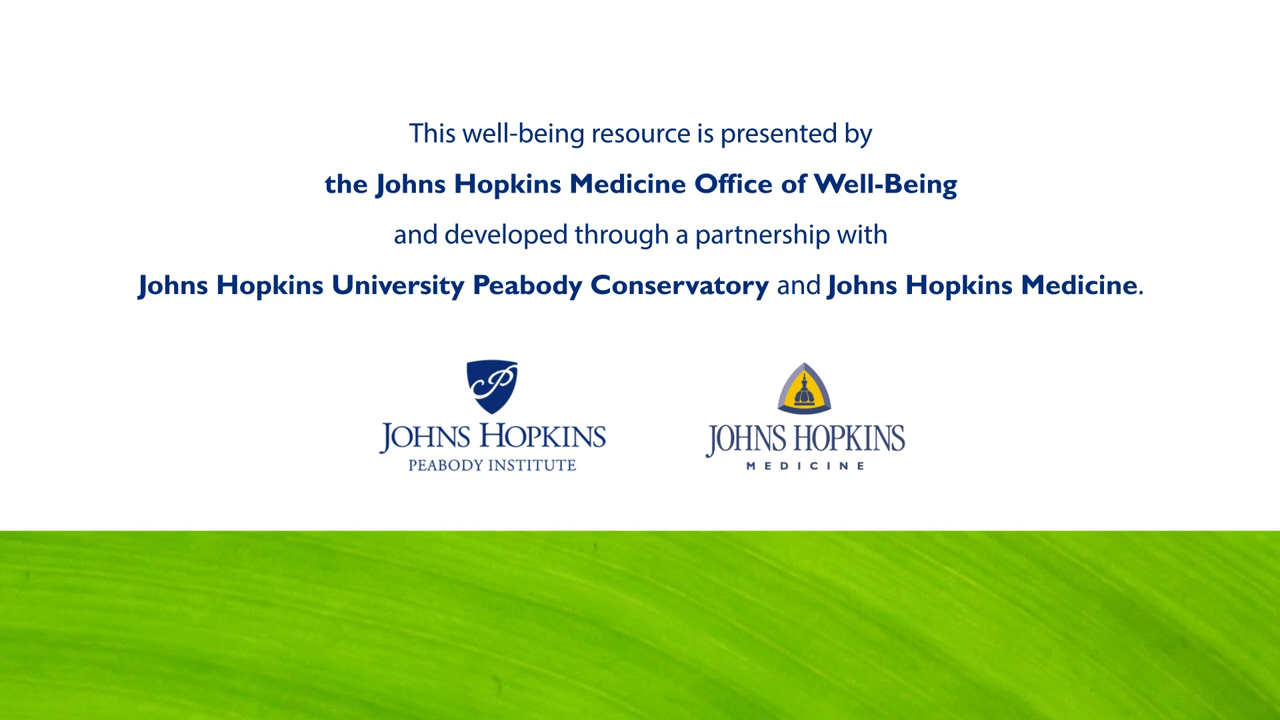 This well-being resource is presented by
the Johns Hopkins Medicine Office of Well-Being
and developed through a partnership with
Johns Hopkins University Peabody Conservatory and Johns Hopkins Medicine.
P
JOHNS HOPKINS
PEABODY INSTITUTE
JOHNS HOPKINS
MEDICINE